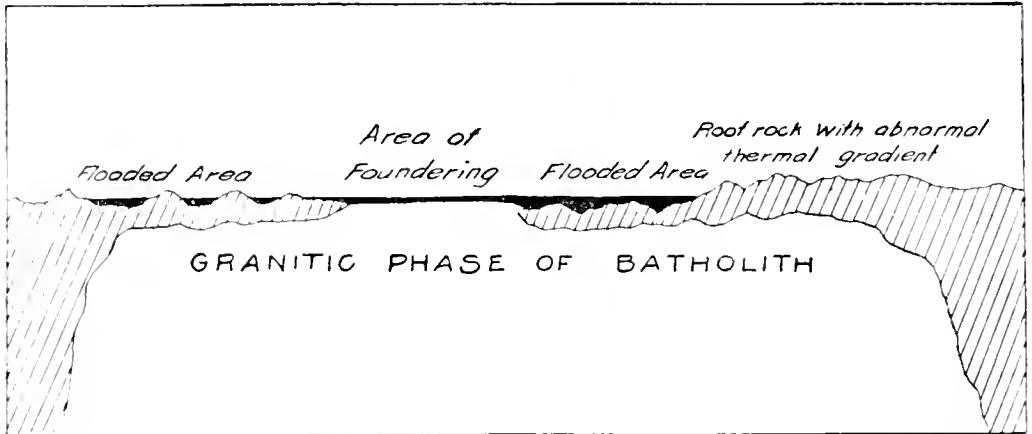 Flooded Area
Area of
Foundering
Flooded Area
Roof rock with abnormal
thermal gradient
GRANITIC PHASE OF BATHOLITH